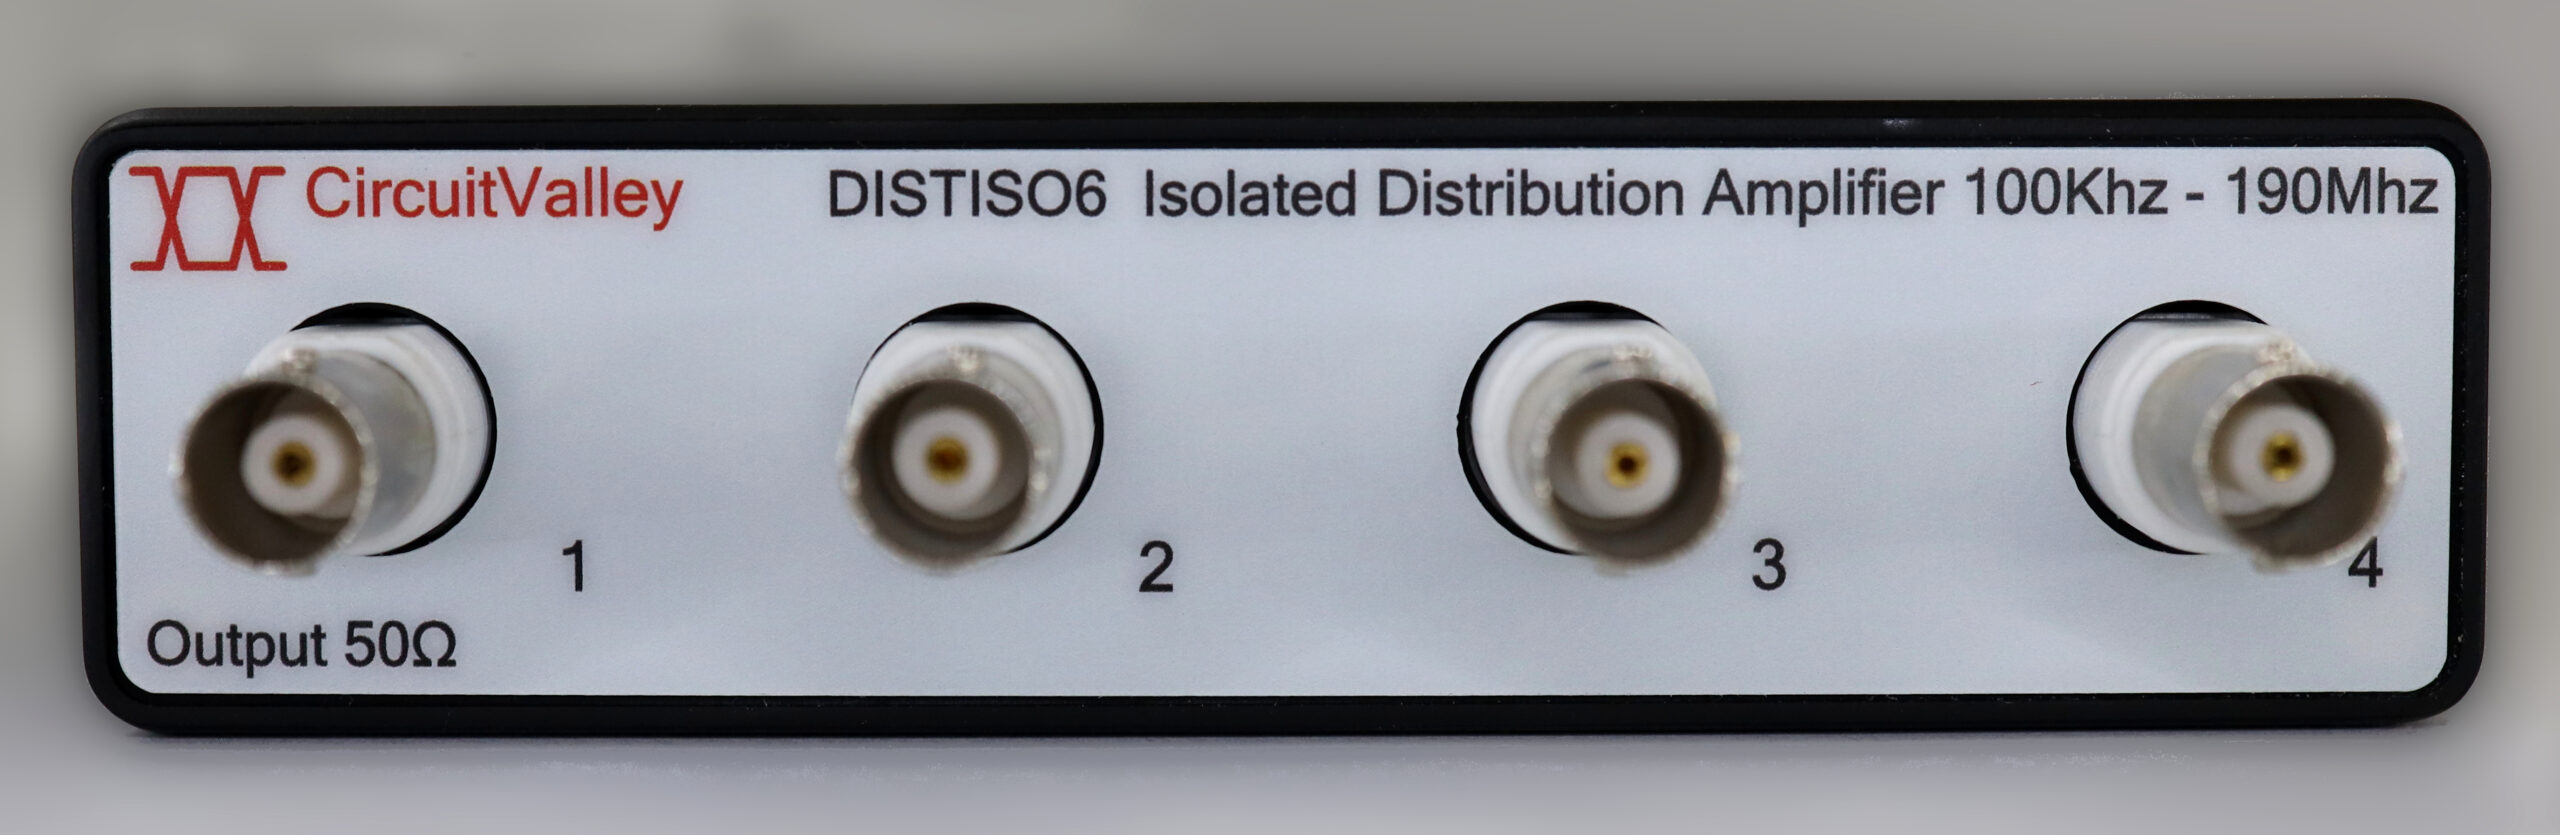 CircuitValley
DISTISO6 Isolated Distribution Amplifier 100Khz - 190Mhz
1
2
3
4
Output 50Ω